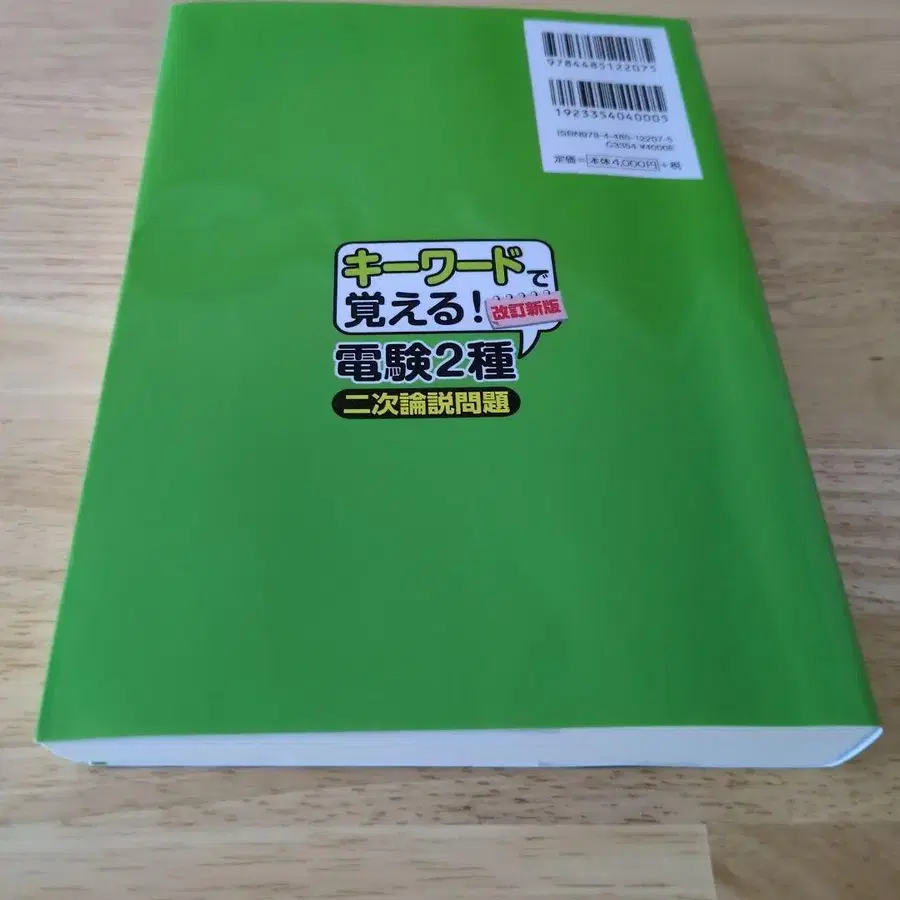 9784485122075
1923354040005
ISBN978-4-485-12207-5
C3354 ¥4000E
定価=本体4,000円+税
キーワードで
覚える!
改訂新版
電験2種
二次論説問題